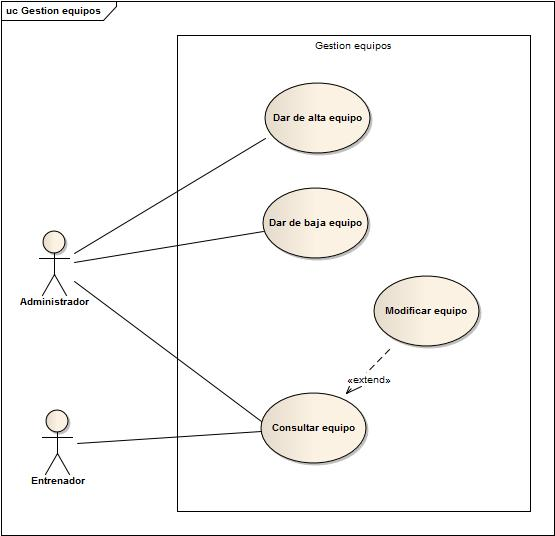 uc Gestion equipos
Gestion equipos
Dar de alta equipo
Dar de baja equipo
Administrador
Modificar equipo
«extend»
Consultar equipo
Entrenador